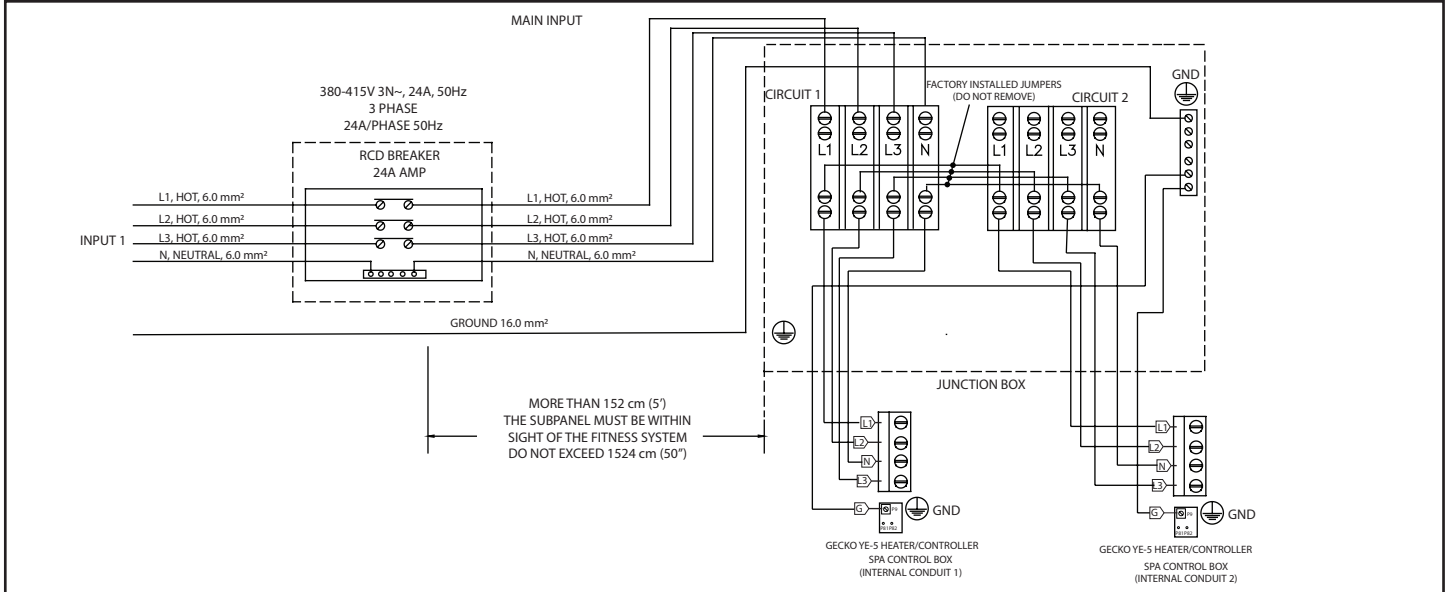 MAIN INPUT
380-415V 3N~, 24A, 50Hz
3 PHASE
24A/PHASE 50Hz
RCD BREAKER
24A AMP
INPUT 1
L1, HOT, 6.0 mm²
L2, HOT, 6.0 mm²
L3, HOT, 6.0 mm²
N, NEUTRAL, 6.0 mm²
L1, HOT, 6.0 mm²
L2, HOT, 6.0 mm²
L3, HOT, 6.0 mm²
N, NEUTRAL, 6.0 mm²
GROUND 16.0 mm²
MORE THAN 152 cm (5')
THE SUBPANEL MUST BE WITHIN
SIGHT OF THE FITNESS SYSTEM
DO NOT EXCEED 1524 cm (50")
CIRCUIT 1
FACTORY INSTALLED JUMPERS
(DO NOT REMOVE)
CIRCUIT 2
GND
L1 L2 L3 N
L1 L2 L3 N
JUNCTION BOX
L1
L2
N
L3
G
P9
P81 P82
GND
GECKO YE-5 HEATER/CONTROLLER
SPA CONTROL BOX
(INTERNAL CONDUIT 1)
L1
L2
N
L3
G
P9
P81 P82
GND
GECKO YE-5 HEATER/CONTROLLER
SPA CONTROL BOX
(INTERNAL CONDUIT 2)